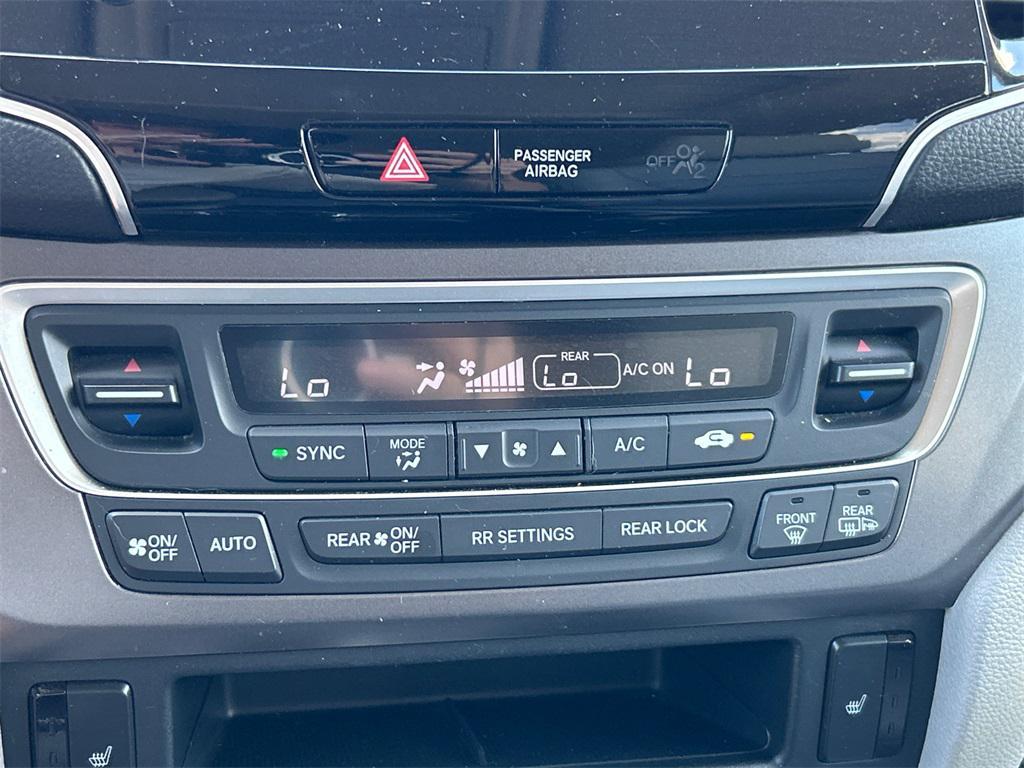 PASSENGER
AIRBAG
OFF 2
Lo
REAR
Lo
A/C ON
Lo
SYNC
MODE
A/C
ON/
OFF
AUTO
REAR ON/
OFF
RR SETTINGS
REAR LOCK
FRONT
REAR